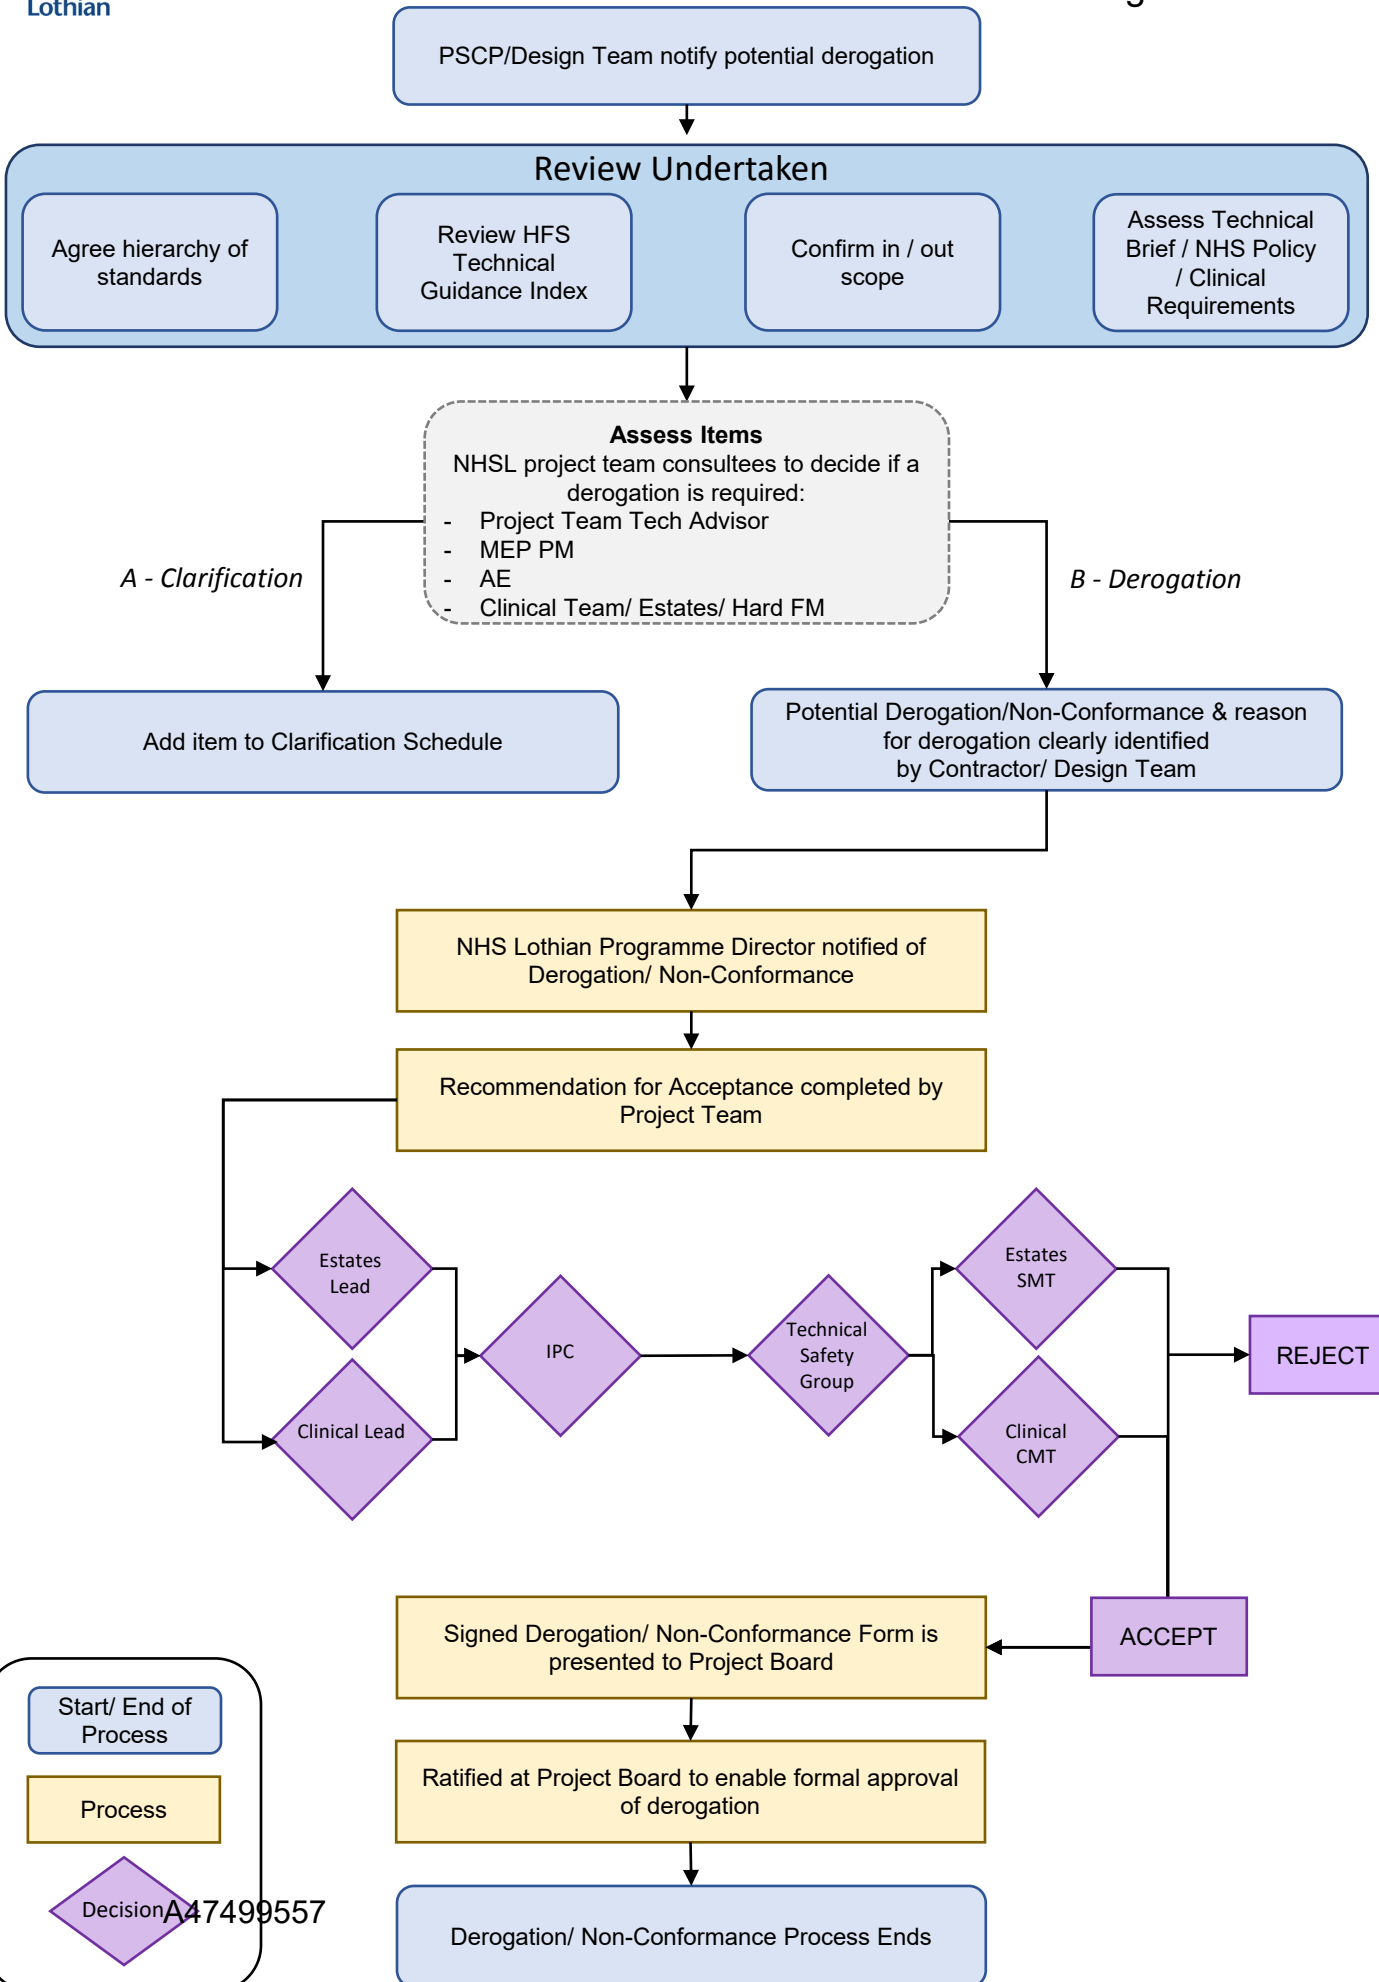 Lothian
PSCP/Design Team notify potential derogation
Review Undertaken
Agree hierarchy of
standards
Review HFS
Technical
Guidance Index
Confirm in / out
scope
Assess Technical
Brief / NHS Policy
/ Clinical
Requirements
Assess Items
NHSL project team consultees to decide if a
derogation is required:
- Project Team Tech Advisor
- MEP PM
- AE
- Clinical Team/ Estates/ Hard FM
A - Clarification
B - Derogation
Add item to Clarification Schedule
Potential Derogation/Non-Conformance & reason
for derogation clearly identified
by Contractor/ Design Team
NHS Lothian Programme Director notified of
Derogation/ Non-Conformance
Recommendation for Acceptance completed by
Project Team
Estates
Lead
Clinical Lead
IPC
Technical
Safety
Group
Estates
SMT
Clinical
CMT
REJECT
ACCEPT
Signed Derogation/ Non-Conformance Form is
presented to Project Board
Ratified at Project Board to enable formal approval
of derogation
Derogation/ Non-Conformance Process Ends
Start/ End of
Process
Process
Decision
A47499557